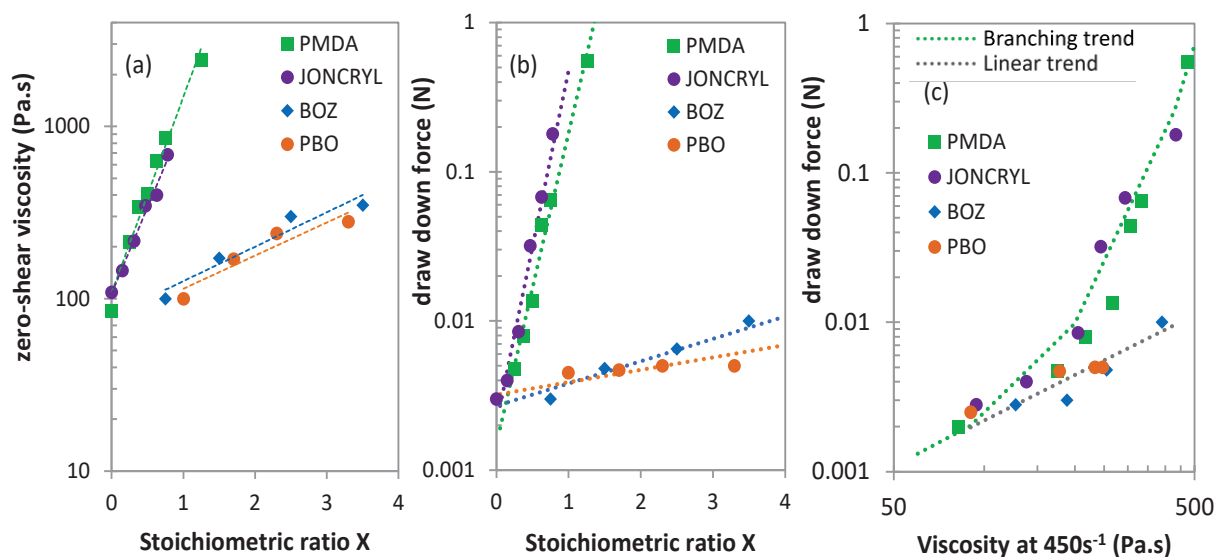 (a)
PMDA
JONCRYL
BOZ
PBO
zero-shear viscosity (Pa.s)
1000
100
10
0 1 2 3 4
Stoichiometric ratio X
(b)
PMDA
JONCRYL
BOZ
PBO
draw down force (N)
1
0.1
0.01
0.001
0 1 2 3 4
Stoichiometric ratio X
Branching trend
Linear trend
(c)
PMDA
JONCRYL
BOZ
PBO
draw down force (N)
1
0.1
0.01
0.001
50 500
Viscosity at 450s⁻¹ (Pa.s)